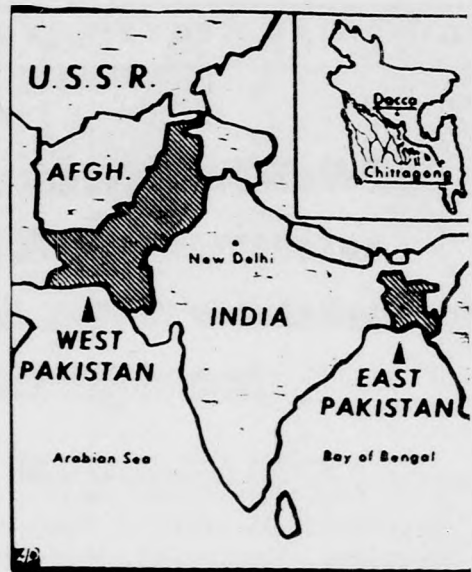 U.S.S.R.
AFGH.
Dacca
Chittagong
New Delhi
INDIA
WEST
PAKISTAN
EAST
PAKISTAN
Arabian Sea
Bay of Bengal